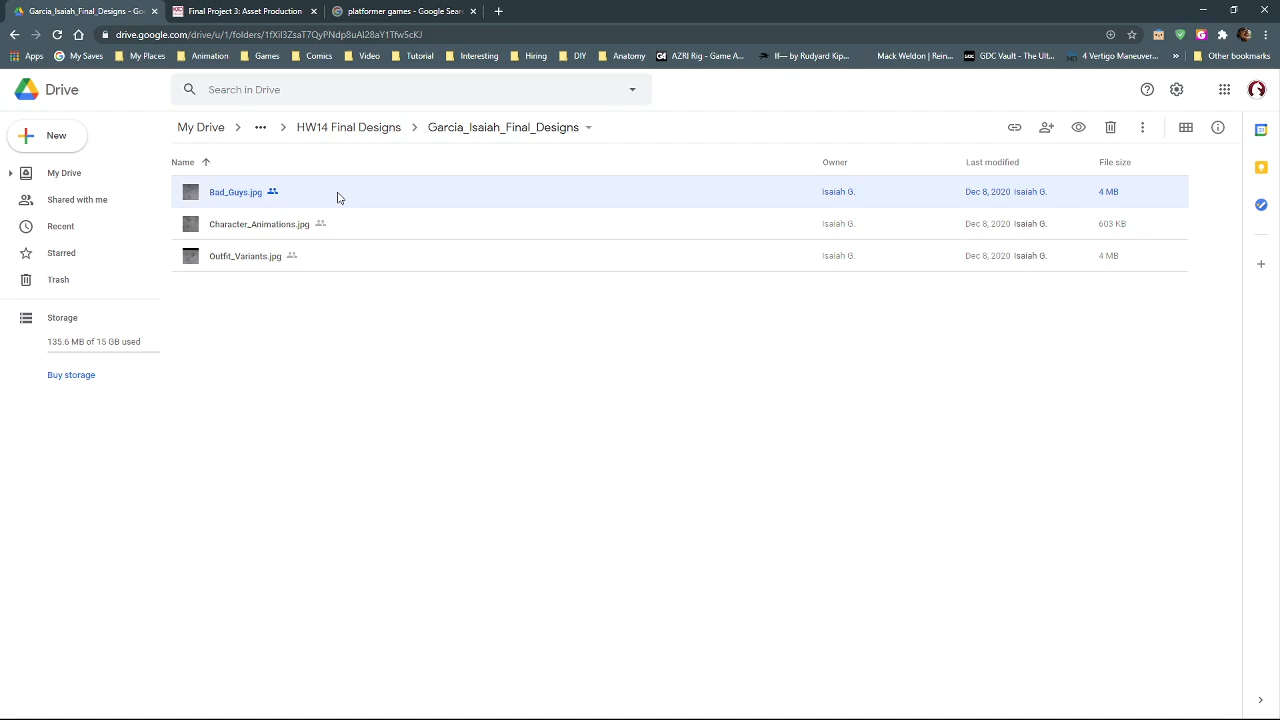 Garcia_Isaiah_Final_Designs - Go
Final Project 3: Asset Production
platformer games - Google Sear
drive.google.com/drive/u/1/folders/1fXiI3ZsaT7QyPNdp8uAI28aY1Tfw5cKJ
Apps My Saves My Places Animation Games Comics Video Tutorial Interesting Hiring DIY Anatomy AZRI Rig — Game A... If— by Rudyard Kip... Mack Weldon | Rein... GDC Vault - The Ult... 4 Vertigo Maneuver... » Other bookmarks
Drive
Search in Drive
New
My Drive
Shared with me
Recent
Starred
Trash
Storage
135.6 MB of 15 GB used
Buy storage
My Drive > ••• > HW14 Final Designs > Garcia_Isaiah_Final_Designs
Name Owner Last modified File size
Bad_Guys.jpg Isaiah G. Dec 8, 2020 Isaiah G. 4 MB
Character_Animations.jpg Isaiah G. Dec 8, 2020 Isaiah G. 603 KB
Outfit_Variants.jpg Isaiah G. Dec 8, 2020 Isaiah G. 4 MB